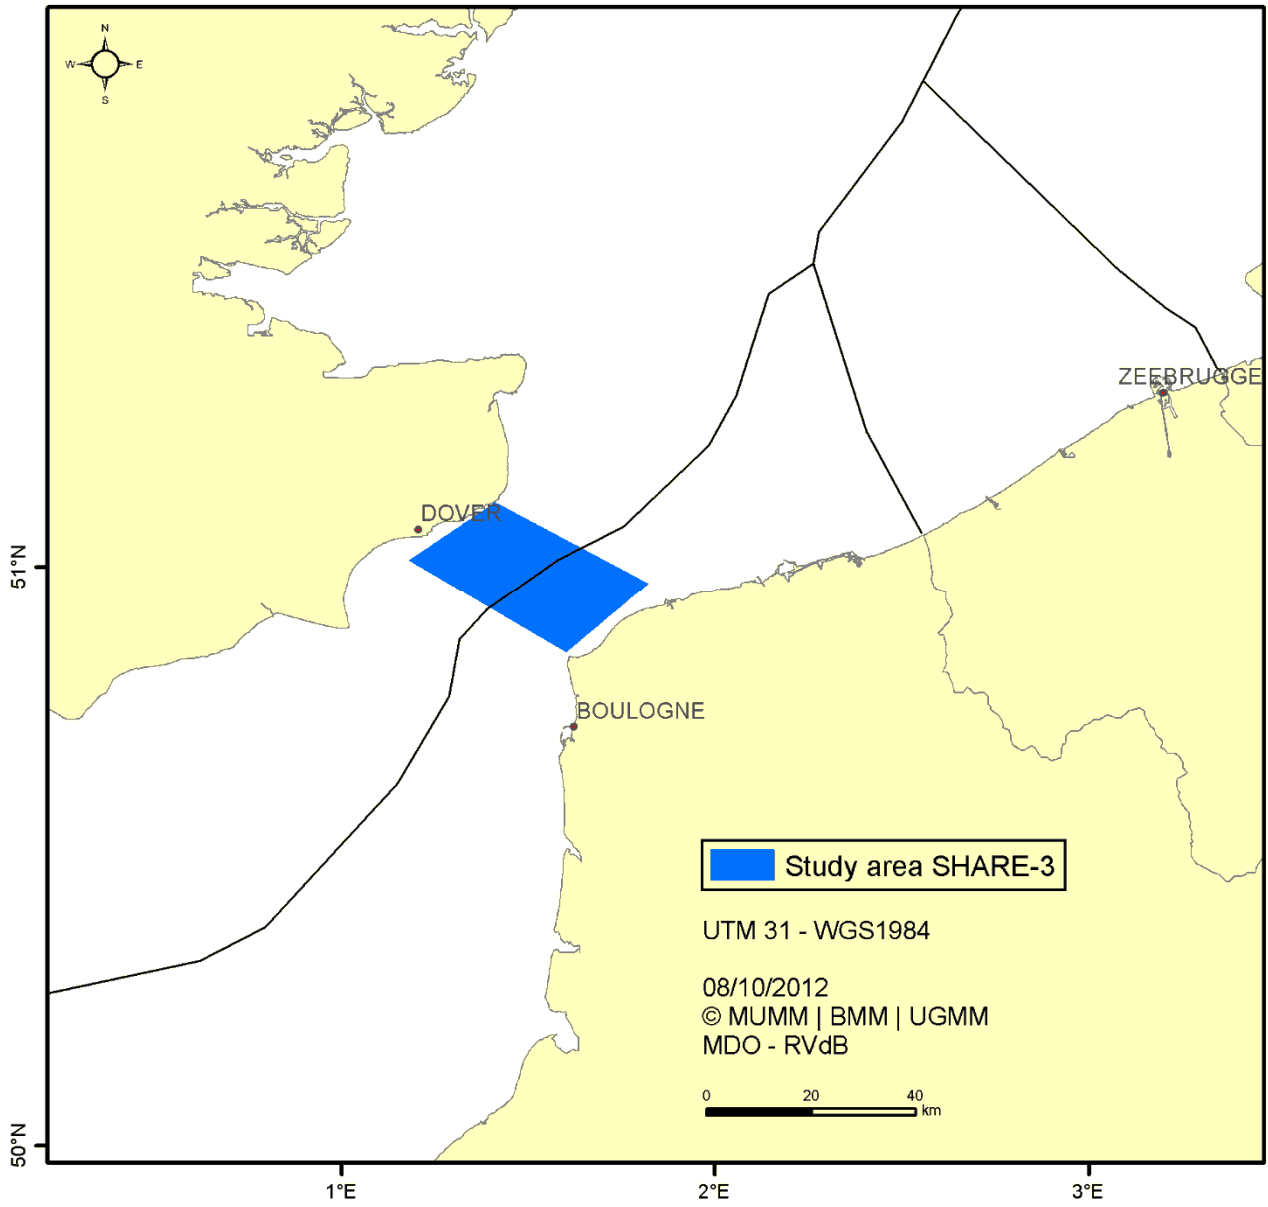 N
W E
S
ZEEBRUGGE
DOVER
51°N
BOULOGNE
Study area SHARE-3
UTM 31 - WGS1984
08/10/2012
© MUMM | BMM | UGMM
MDO - RVdB
0 20 40
km
50°N
1°E 2°E 3°E